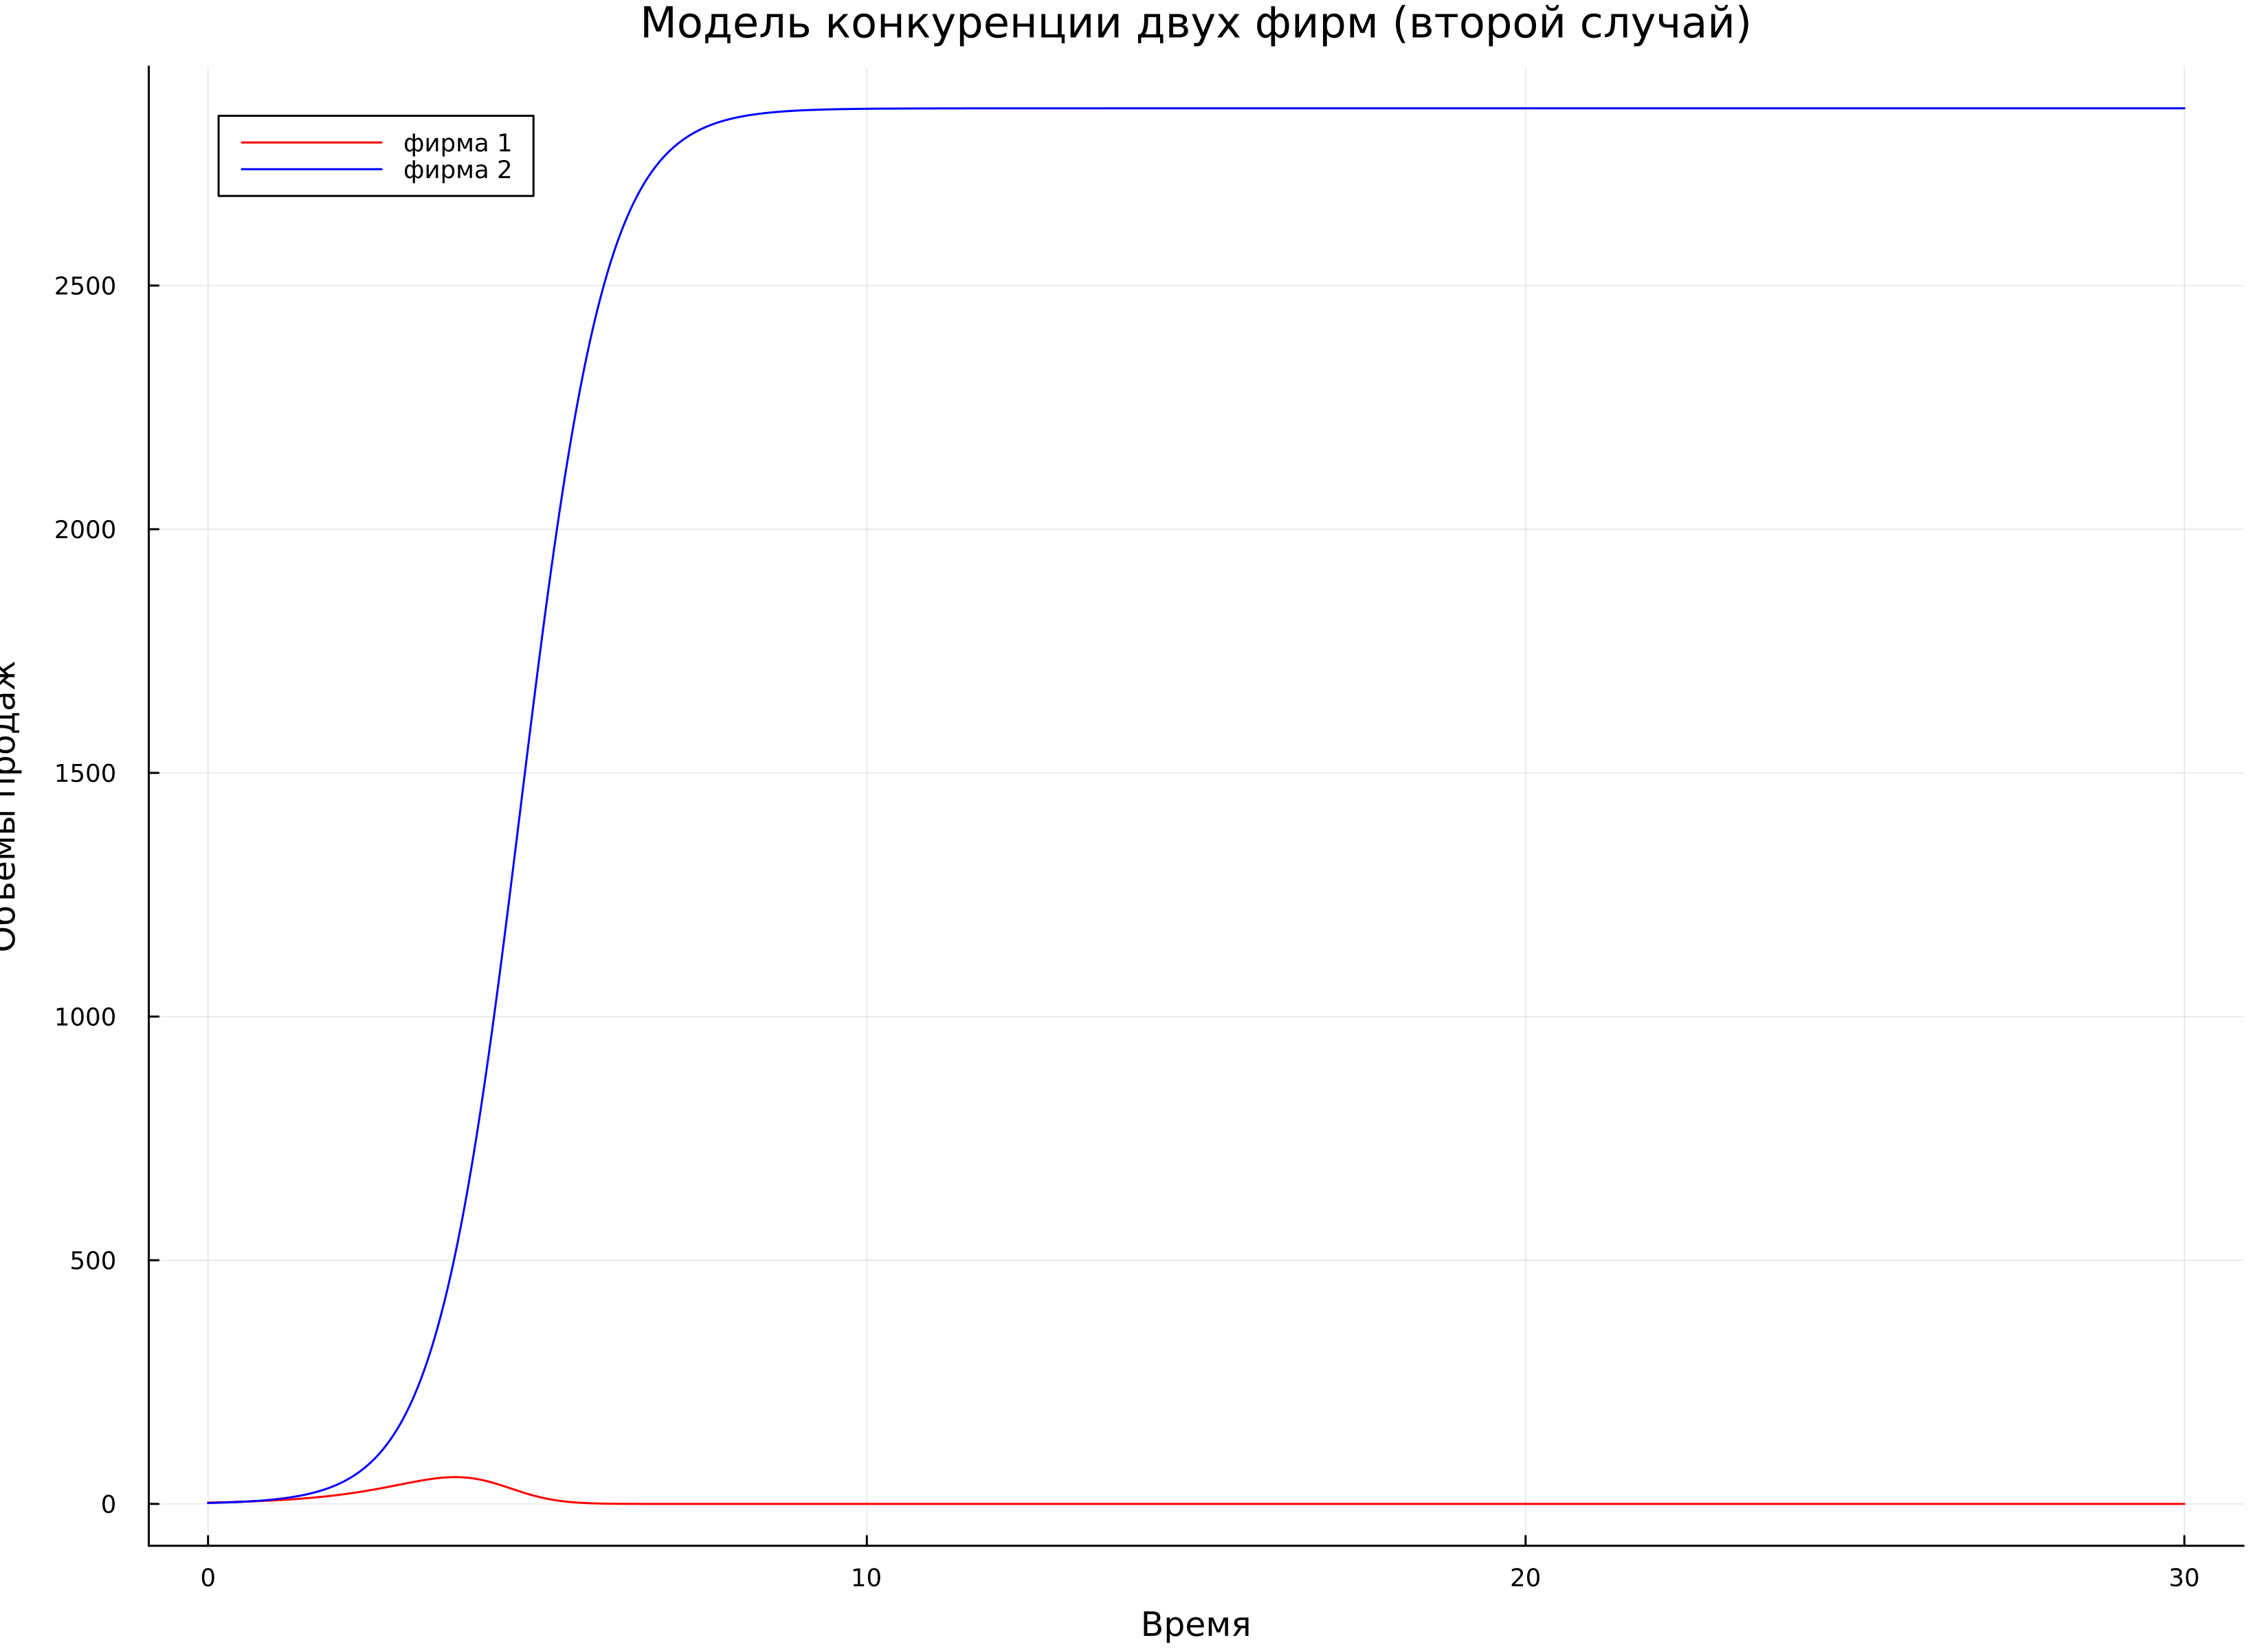 Модель конкуренции двух фирм (второй случай)
фирма 1
фирма 2
2500
2000
1500
1000
500
0
Объемы продаж
0 10 20 30
Время